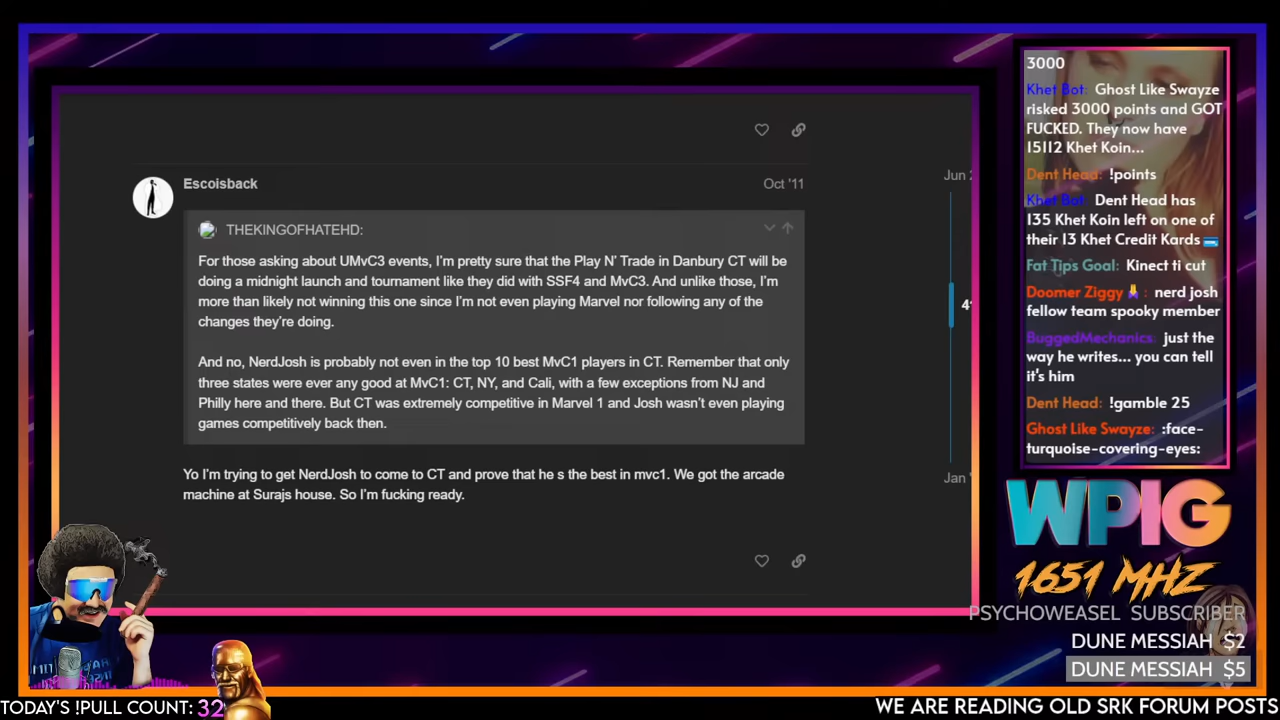 Escoisback
Oct '11
THEKINGOFHATEHD:
For those asking about UMvC3 events, I'm pretty sure that the Play N' Trade in Danbury CT will be
doing a midnight launch and tournament like they did with SSF4 and MvC3. And unlike those, I'm
more than likely not winning this one since I'm not even playing Marvel nor following any of the
changes they're doing.
And no, NerdJosh is probably not even in the top 10 best MvC1 players in CT. Remember that only
three states were ever any good at MvC1: CT, NY, and Cali, with a few exceptions from NJ and
Philly here and there. But CT was extremely competitive in Marvel 1 and Josh wasn't even playing
games competitively back then.
Yo I'm trying to get NerdJosh to come to CT and prove that he s the best in mvc1. We got the arcade
machine at Surajs house. So I'm fucking ready.
Jun 2
4
Jan '
3000
Khet Bot: Ghost Like Swayze
risked 3000 points and GOT
FUCKED. They now have
15112 Khet Koin...
Dent Head: !points
Khet Bot: Dent Head has
135 Khet Koin left on one of
their 13 Khet Credit Kards
Fat Tips Goal: Kinect ti cut
Doomer Ziggy: nerd josh
fellow team spooky member
BuggedMechanics: just the
way he writes... you can tell
it's him
Dent Head: !gamble 25
Ghost Like Swayze: :face-
turquoise-covering-eyes:
WPIG
1651 MHZ
PSYCHOWEASEL SUBSCRIBER
DUNE MESSIAH $2
DUNE MESSIAH $5
TODAY'S !PULL COUNT: 32
WE ARE READING OLD SRK FORUM POSTS